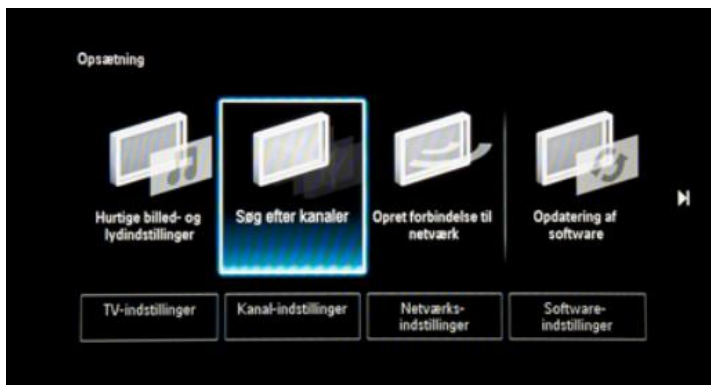 Opsætning
Hurtige billed- og
lydindstillinger
Søg efter kanaler
Opret forbindelse til
netværk
Opdatering af
software
TV-indstillinger
Kanal-indstillinger
Netværks-
indstillinger
Software-
indstillinger